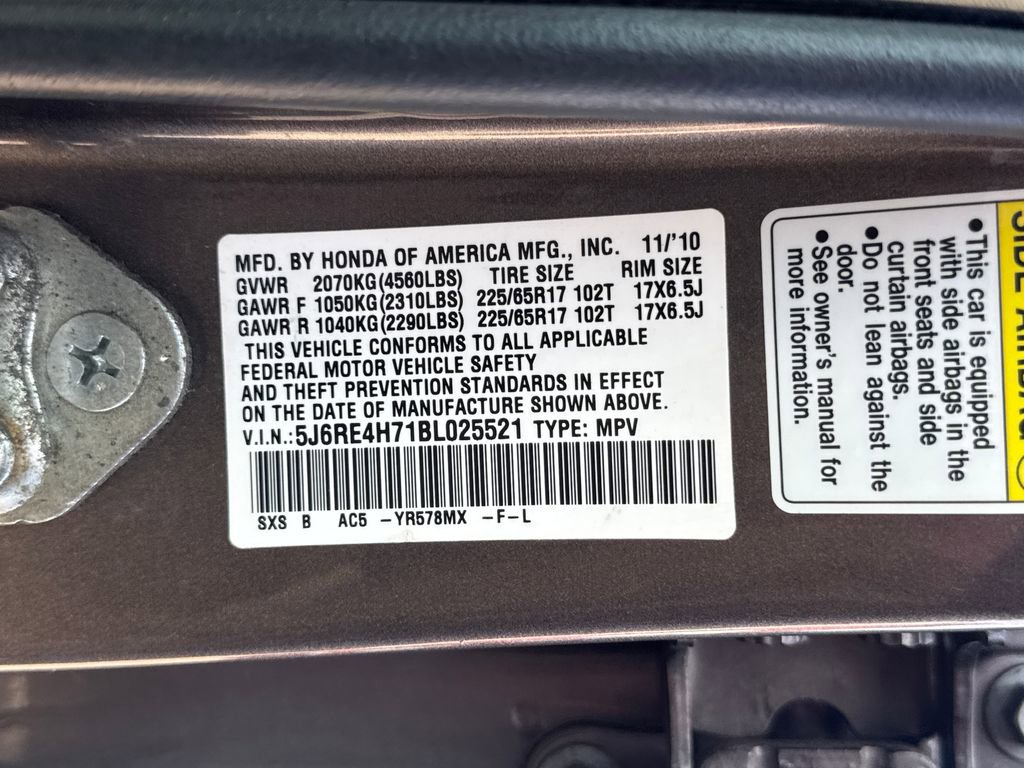 MFD. BY HONDA OF AMERICA MFG., INC. 11/'10
GVWR 2070KG(4560LBS) TIRE SIZE RIM SIZE
GAWR F 1050KG(2310LBS) 225/65R17 102T 17X6.5J
GAWR R 1040KG(2290LBS) 225/65R17 102T 17X6.5J
THIS VEHICLE CONFORMS TO ALL APPLICABLE
FEDERAL MOTOR VEHICLE SAFETY
AND THEFT PREVENTION STANDARDS IN EFFECT
ON THE DATE OF MANUFACTURE SHOWN ABOVE.
V.I.N.:5J6RE4H71BL025521 TYPE: MPV
SXS B AC5 -YR578MX -F-L
SIDE AIRBAG
●This car is equipped
with side airbags in the
front seats and side
curtain airbags.
●Do not lean against the
door.
●See owner's manual for
more information.